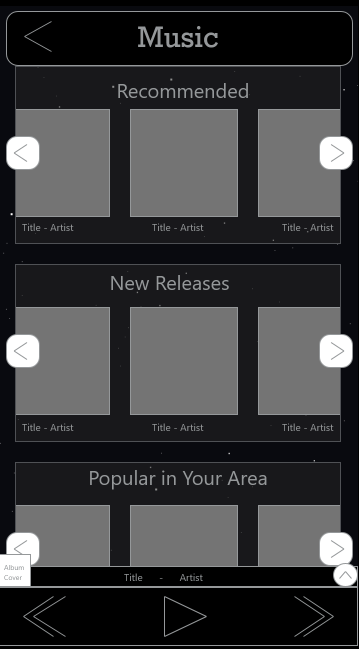 Music
Recommended
Title - Artist Title - Artist Title - Artist
New Releases
Title - Artist Title - Artist Title - Artist
Popular in Your Area
Album
Cover
Title - Artist